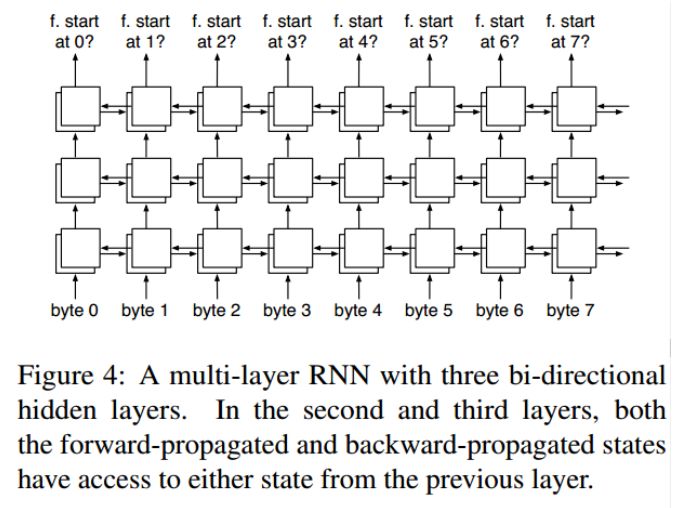 f. start f. start f. start f. start f. start f. start f. start f. start
at 0? at 1? at 2? at 3? at 4? at 5? at 6? at 7?
byte 0 byte 1 byte 2 byte 3 byte 4 byte 5 byte 6 byte 7
Figure 4: A multi-layer RNN with three bi-directional
hidden layers. In the second and third layers, both
the forward-propagated and backward-propagated states
have access to either state from the previous layer.